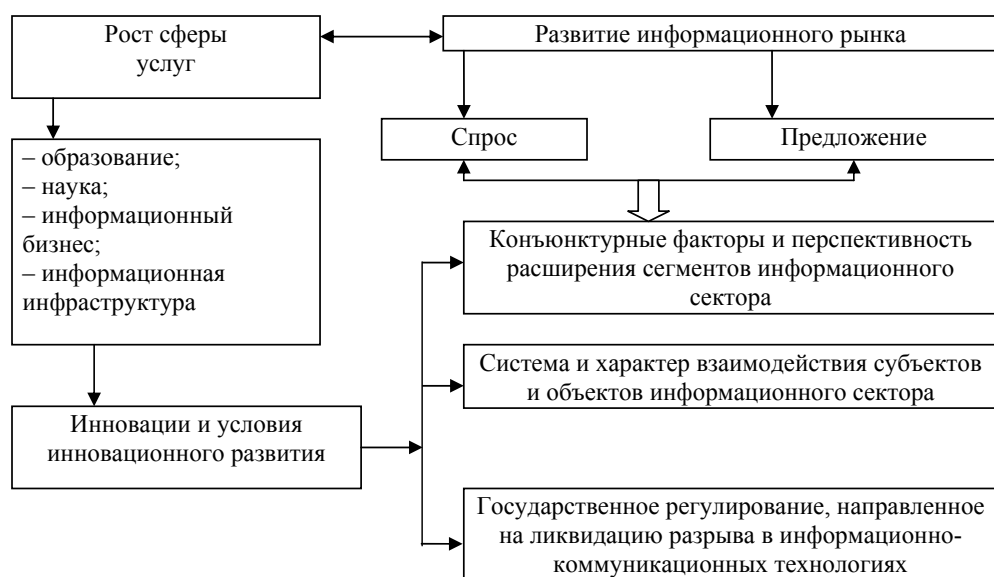 Рост сферы
услуг
Развитие информационного рынка
Спрос
Предложение
– образование;
– наука;
– информационный
бизнес;
– информационная
инфраструктура
Конъюнктурные факторы и перспективность
расширения сегментов информационного
сектора
Система и характер взаимодействия субъектов
и объектов информационного сектора
Инновации и условия
инновационного развития
Государственное регулирование, направленное
на ликвидацию разрыва в информационно-
коммуникационных технологиях